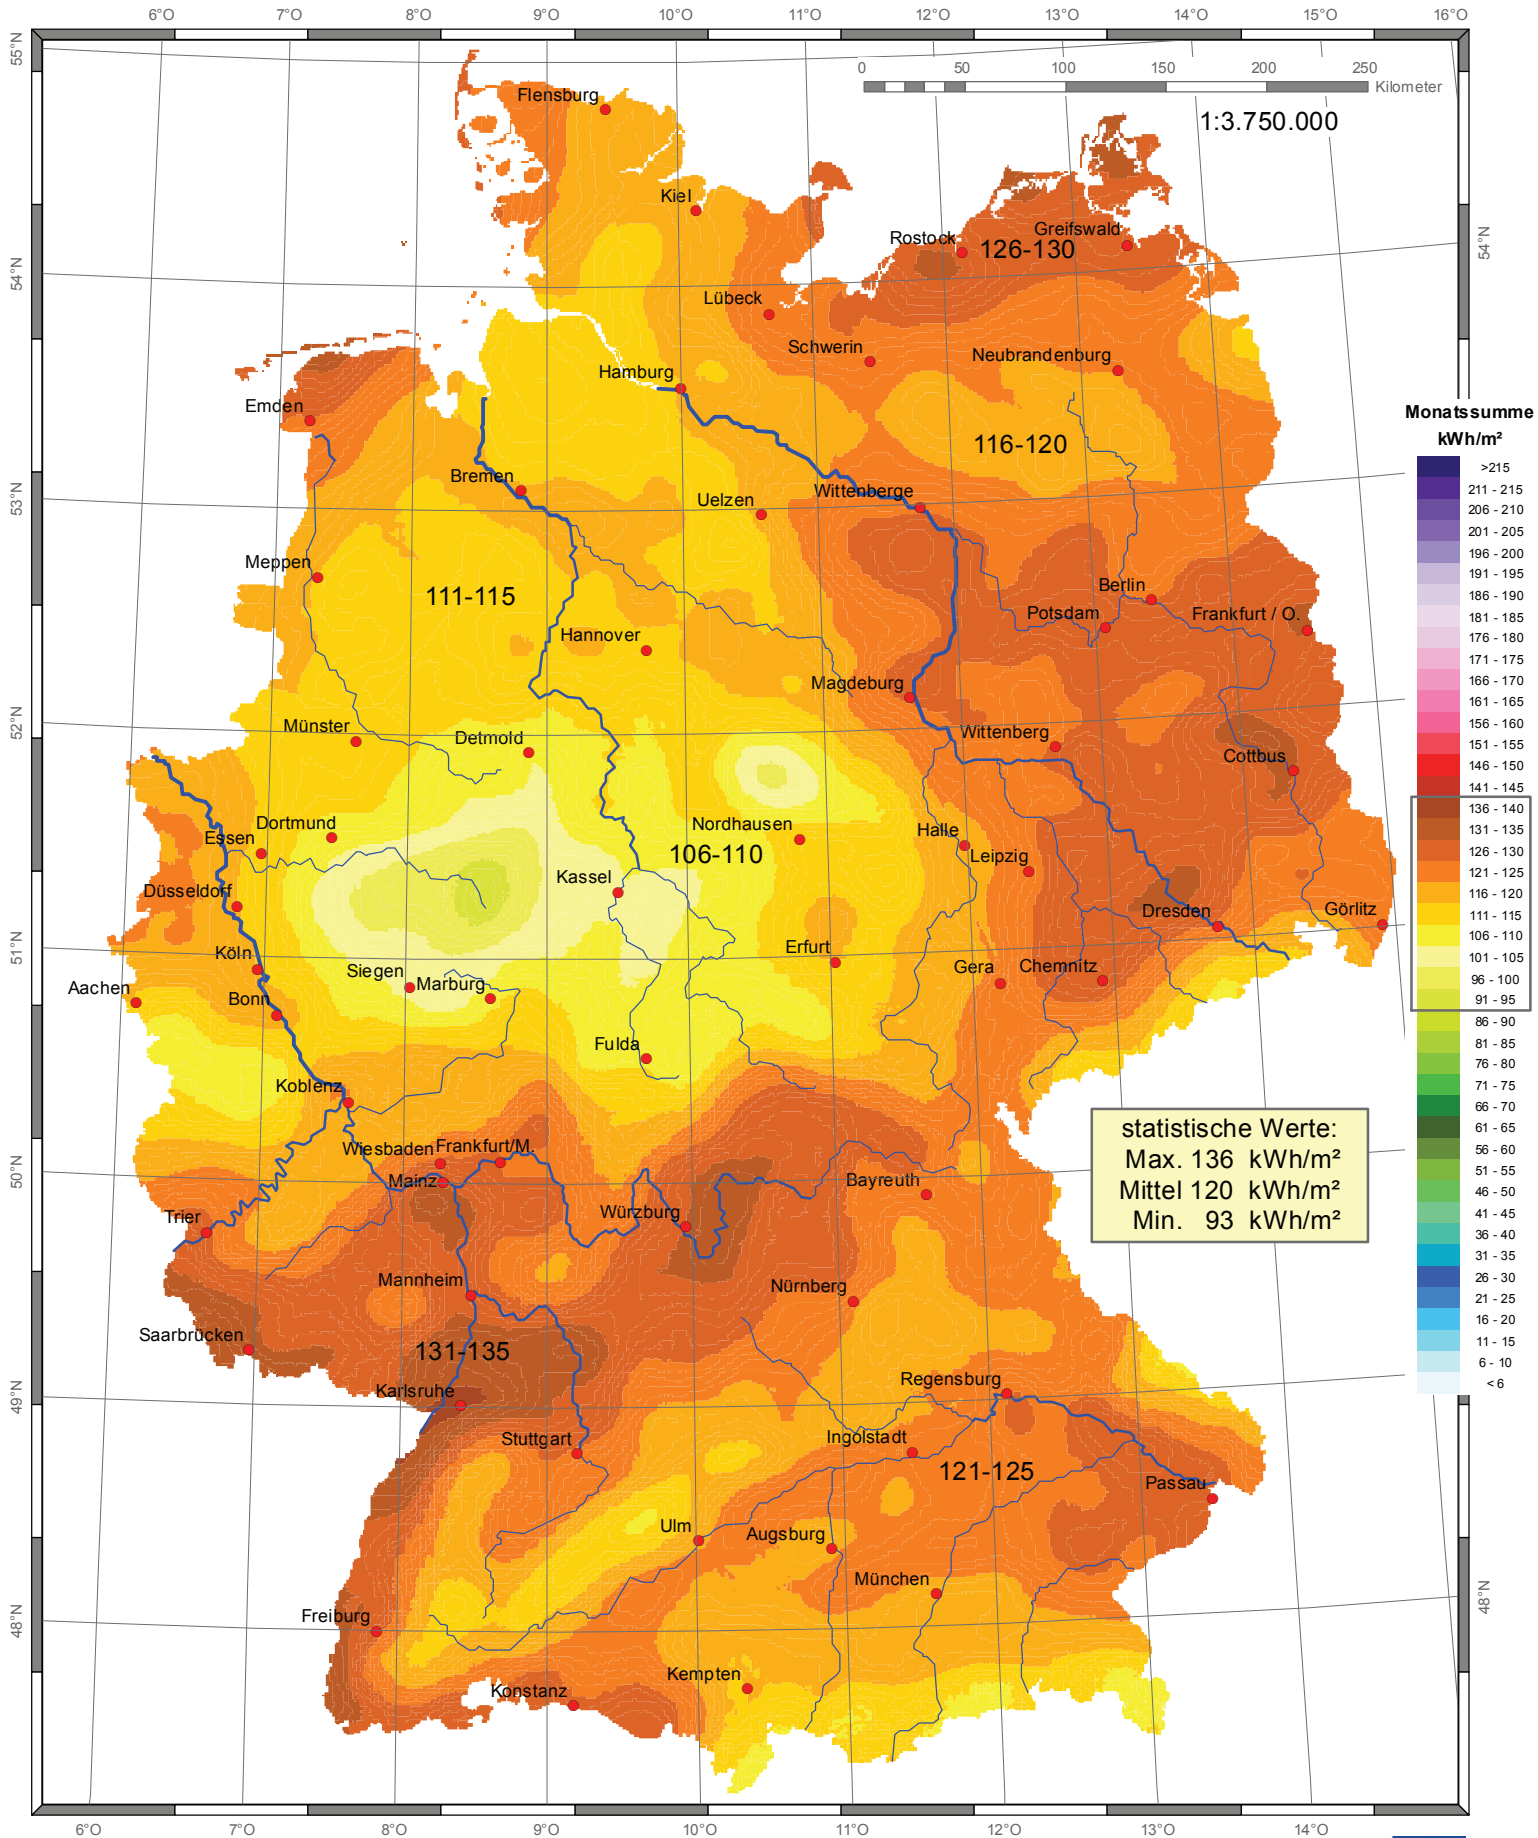 6°O 7°O 8°O 9°O 10°O 11°O 12°O 13°O 14°O 15°O 16°O
55°N
54°N
53°N
52°N
51°N
50°N
49°N
48°N
54°N
48°N
0 50 100 150 200 250 Kilometer
1:3.750.000
Flensburg
Kiel
Rostock
126-130
Greifswald
Lübeck
Schwerin
Neubrandenburg
Hamburg
Emden
116-120
Bremen
Uelzen
Wittenberge
Meppen
111-115
Berlin
Potsdam
Frankfurt / O.
Hannover
Magdeburg
Münster
Detmold
Wittenberg
Cottbus
Dortmund
Essen
Nordhausen
106-110
Halle
Leipzig
Kassel
Düsseldorf
Dresden
Görlitz
Köln
Erfurt
Siegen
Marburg
Gera
Chemnitz
Aachen
Bonn
Fulda
Koblenz
Wiesbaden
Frankfurt/M.
Mainz
Bayreuth
Trier
Würzburg
Mannheim
Nürnberg
Saarbrücken
131-135
Karlsruhe
Regensburg
Stuttgart
Ingolstadt
121-125
Passau
Ulm
Augsburg
München
Freiburg
Kempten
Konstanz
Monatssumme
kWh/m²
>215
211 - 215
206 - 210
201 - 205
196 - 200
191 - 195
186 - 190
181 - 185
176 - 180
171 - 175
166 - 170
161 - 165
156 - 160
151 - 155
146 - 150
141 - 145
136 - 140
131 - 135
126 - 130
121 - 125
116 - 120
111 - 115
106 - 110
101 - 105
96 - 100
91 - 95
86 - 90
81 - 85
76 - 80
71 - 75
66 - 70
61 - 65
56 - 60
51 - 55
46 - 50
41 - 45
36 - 40
31 - 35
26 - 30
21 - 25
16 - 20
11 - 15
6 - 10
< 6
statistische Werte:
Max. 136 kWh/m²
Mittel 120 kWh/m²
Min. 93 kWh/m²
6°O 7°O 8°O 9°O 10°O 11°O 12°O 13°O 14°O